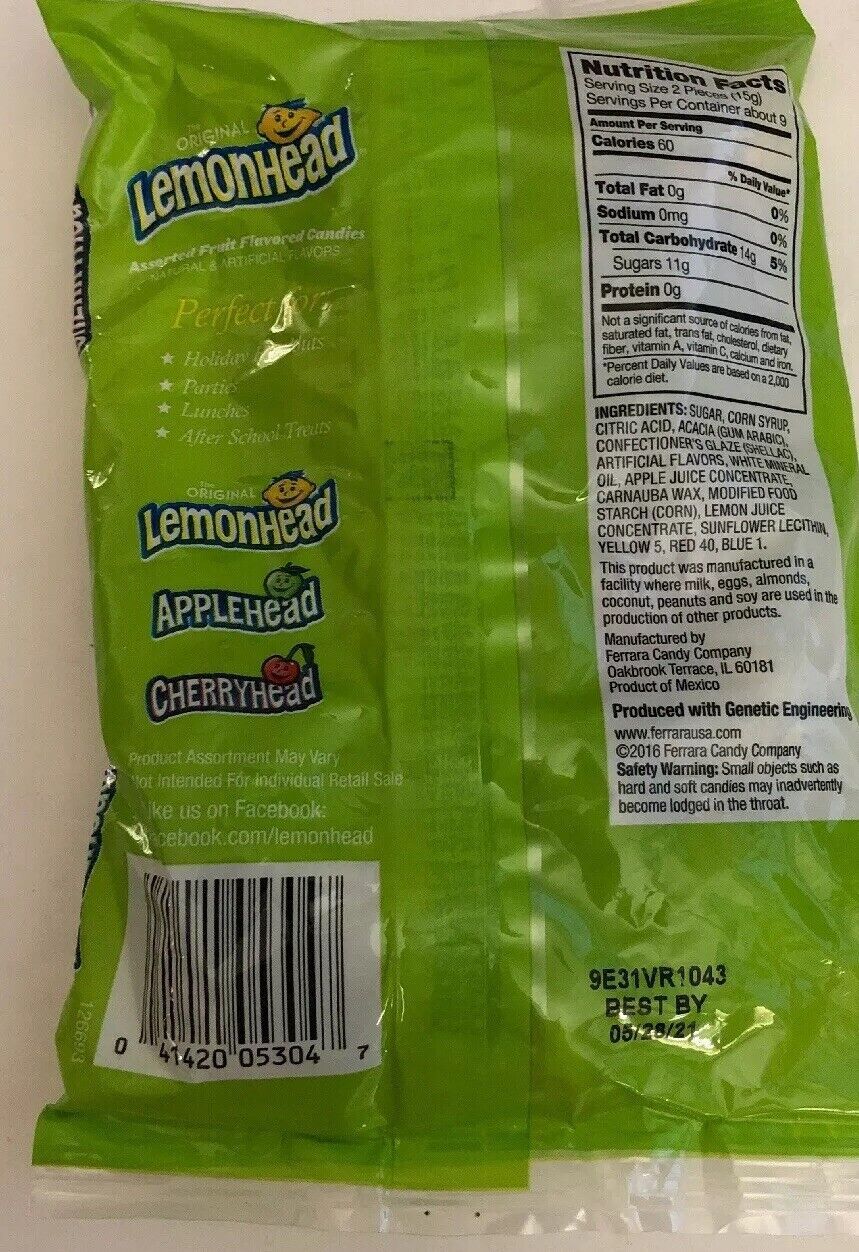 THE
ORIGINAL
LemonHead
Assorted Fruit Flavored Candies
NATURAL & ARTIFICIAL FLAVORS
Perfect for
Holiday
Parties
Lunches
After School Treats
THE
ORIGINAL
LemonHead
APPLEHead
CHERRYHead
Product Assortment May Vary
Not Intended For Individual Retail Sale
Like us on Facebook:
facebook.com/lemonhead
0 41420 05304 7
126693
Nutrition Facts
Serving Size 2 Pieces (15g)
Servings Per Container about 9
Amount Per Serving
Calories 60
% Daily Value*
Total Fat 0g 0%
Sodium 0mg 0%
Total Carbohydrate 14g 5%
Sugars 11g
Protein 0g
Not a significant source of calories from fat,
saturated fat, trans fat, cholesterol, dietary
fiber, vitamin A, vitamin C, calcium and iron.
*Percent Daily Values are based on a 2,000
calorie diet.
INGREDIENTS: SUGAR, CORN SYRUP,
CITRIC ACID, ACACIA (GUM ARABIC),
CONFECTIONER'S GLAZE (SHELLAC),
ARTIFICIAL FLAVORS, WHITE MINERAL
OIL, APPLE JUICE CONCENTRATE,
CARNAUBA WAX, MODIFIED FOOD
STARCH (CORN), LEMON JUICE
CONCENTRATE, SUNFLOWER LECITHIN,
YELLOW 5, RED 40, BLUE 1.
This product was manufactured in a
facility where milk, eggs, almonds,
coconut, peanuts and soy are used in the
production of other products.
Manufactured by
Ferrara Candy Company
Oakbrook Terrace, IL 60181
Product of Mexico
Produced with Genetic Engineering
www.ferrarausa.com
©2016 Ferrara Candy Company
Safety Warning: Small objects such as
hard and soft candies may inadvertently
become lodged in the throat.
9E31VR1043
BEST BY
05/28/21